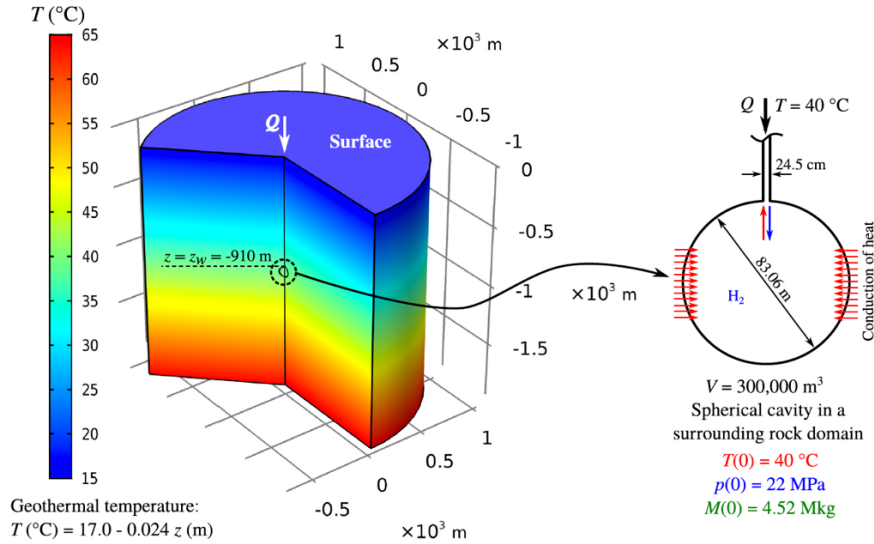 T (°C)
65
60
55
50
45
40
35
30
25
20
15
×10³ m
1
0.5
0
-0.5
-1
0
-0.5
-1
-1.5
×10³ m
Q
Surface
z = z_W = -910 m
1
0.5
0
-0.5
×10³ m
Geothermal temperature:
T (°C) = 17.0 - 0.024 z (m)
Q T = 40 °C
24.5 cm
83.06 m
H₂
Conduction of heat
V = 300,000 m³
Spherical cavity in a
surrounding rock domain
T(0) = 40 °C
p(0) = 22 MPa
M(0) = 4.52 Mkg